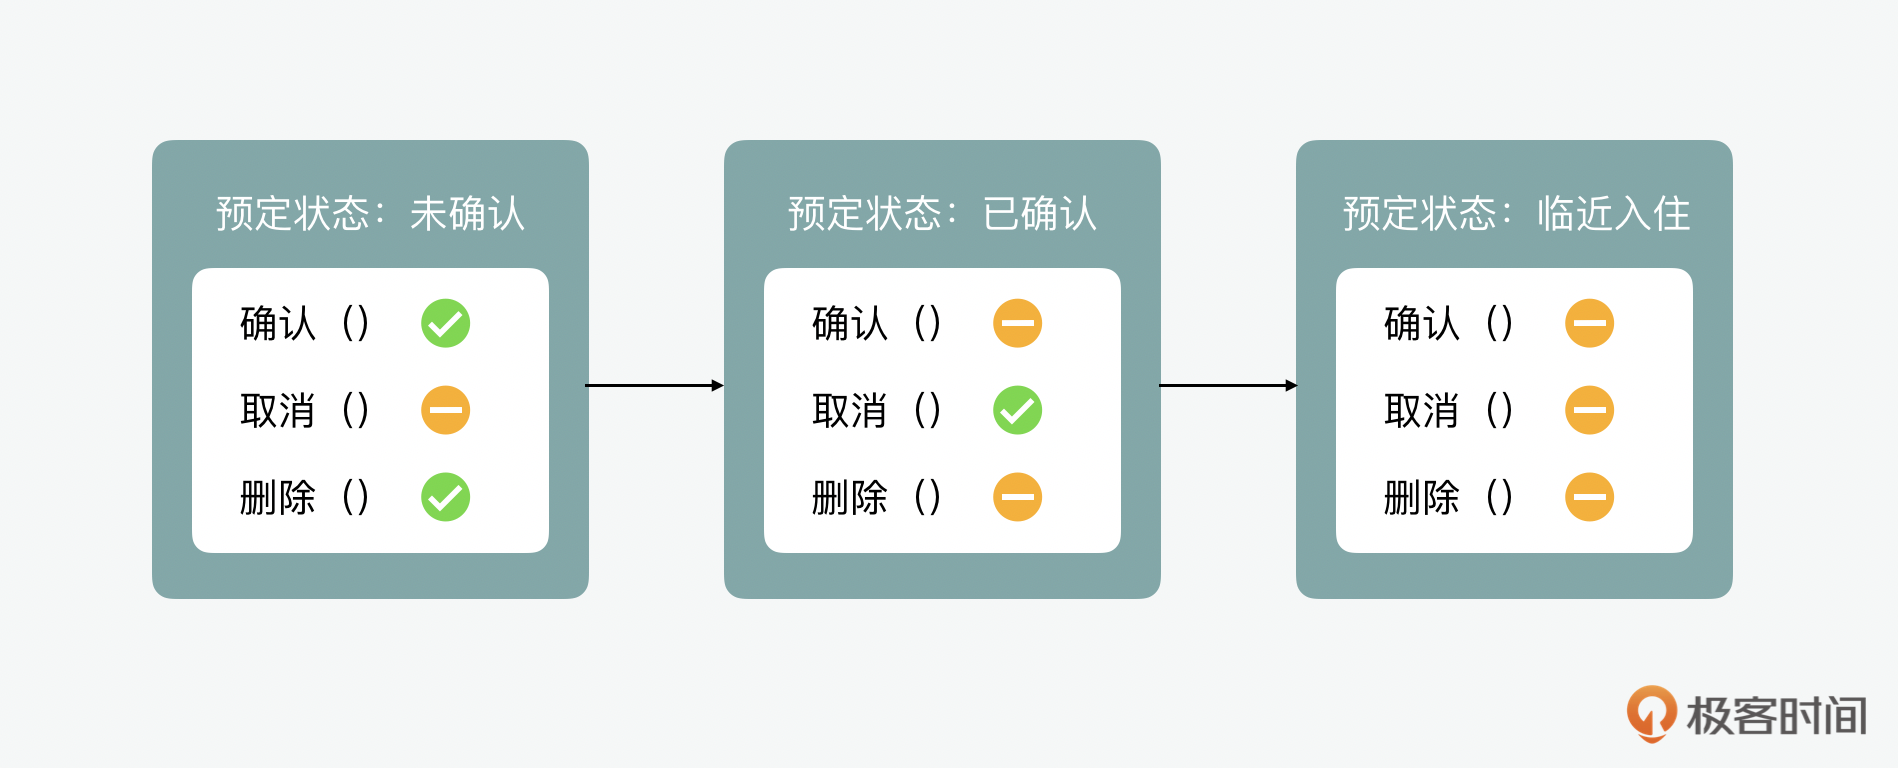 预定状态：未确认
确认 ()
取消 ()
删除 ()
预定状态：已确认
确认 ()
取消 ()
删除 ()
预定状态：临近入住
确认 ()
取消 ()
删除 ()
极客时间